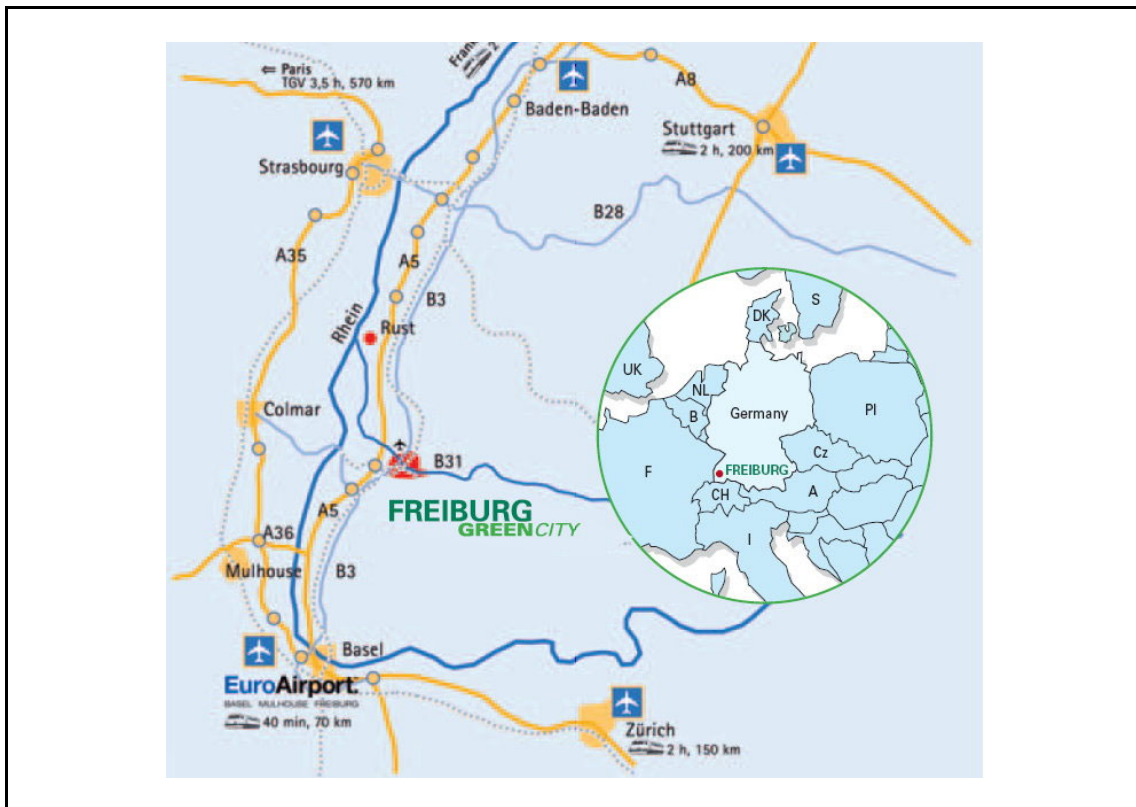 ⇐ Paris
TGV 3,5 h, 570 km
Baden-Baden
A8
Stuttgart
2 h, 200 km
Strasbourg
B28
A35
A5
B3
Rhein
Rust
Colmar
B31
A5
FREIBURG
GREENCITY
A36
Mulhouse
B3
Basel
EuroAirport
BASEL MULHOUSE FREIBURG
40 min, 70 km
Zürich
2 h, 150 km
S
DK
UK
NL
B
Germany
Pl
Cz
F
FREIBURG
CH
A
I